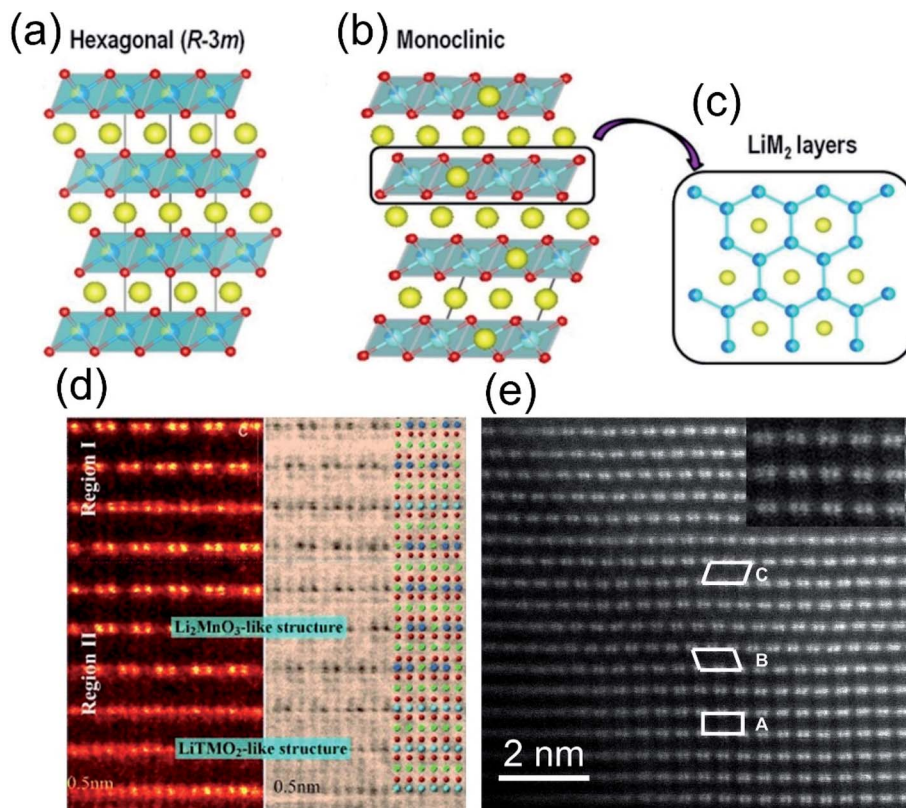 (a) Hexagonal (R-3m)
(b) Monoclinic
(c)
LiM₂ layers
(d)
Region I
C
Li₂MnO₃-like structure
Region II
LiTMO₂-like structure
0.5nm
0.5nm
(e)
C
B
A
2 nm